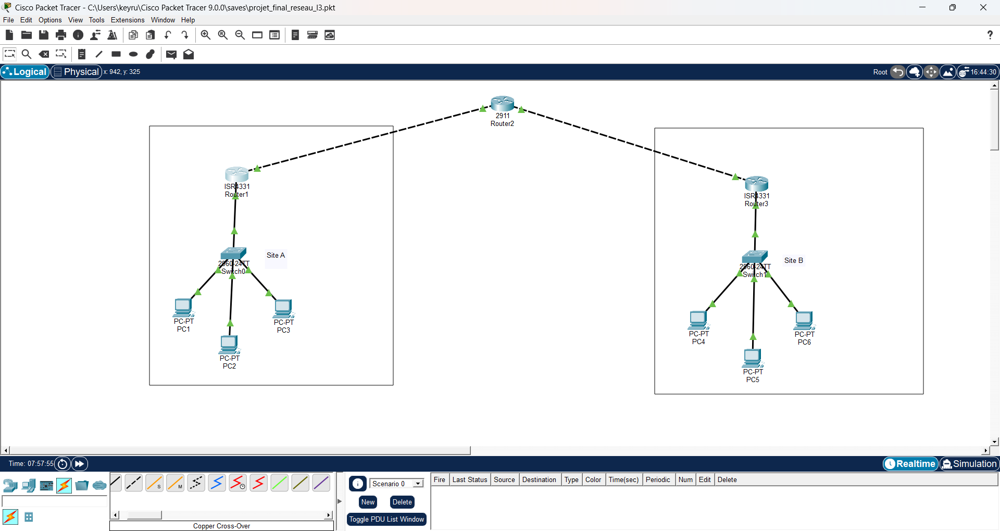 Cisco Packet Tracer - C:\Users\keyru\Cisco Packet Tracer 9.0.0\saves\projet_final_reseau_l3.pkt
File Edit Options View Tools Extensions Window Help
?
Logical Physical x: 942, y: 325 Root 16:44:30
2911
Router2
ISR4331
Router1
ISR4331
Router3
Site A
2960-24TT
Switch0
Site B
2960-24TT
Switch1
PC-PT
PC1
PC-PT
PC3
PC-PT
PC2
PC-PT
PC4
PC-PT
PC6
PC-PT
PC5
Time: 07:57:55 Realtime Simulation
S M
Scenario 0
New Delete
Toggle PDU List Window
Fire Last Status Source Destination Type Color Time(sec) Periodic Num Edit Delete
Copper Cross-Over